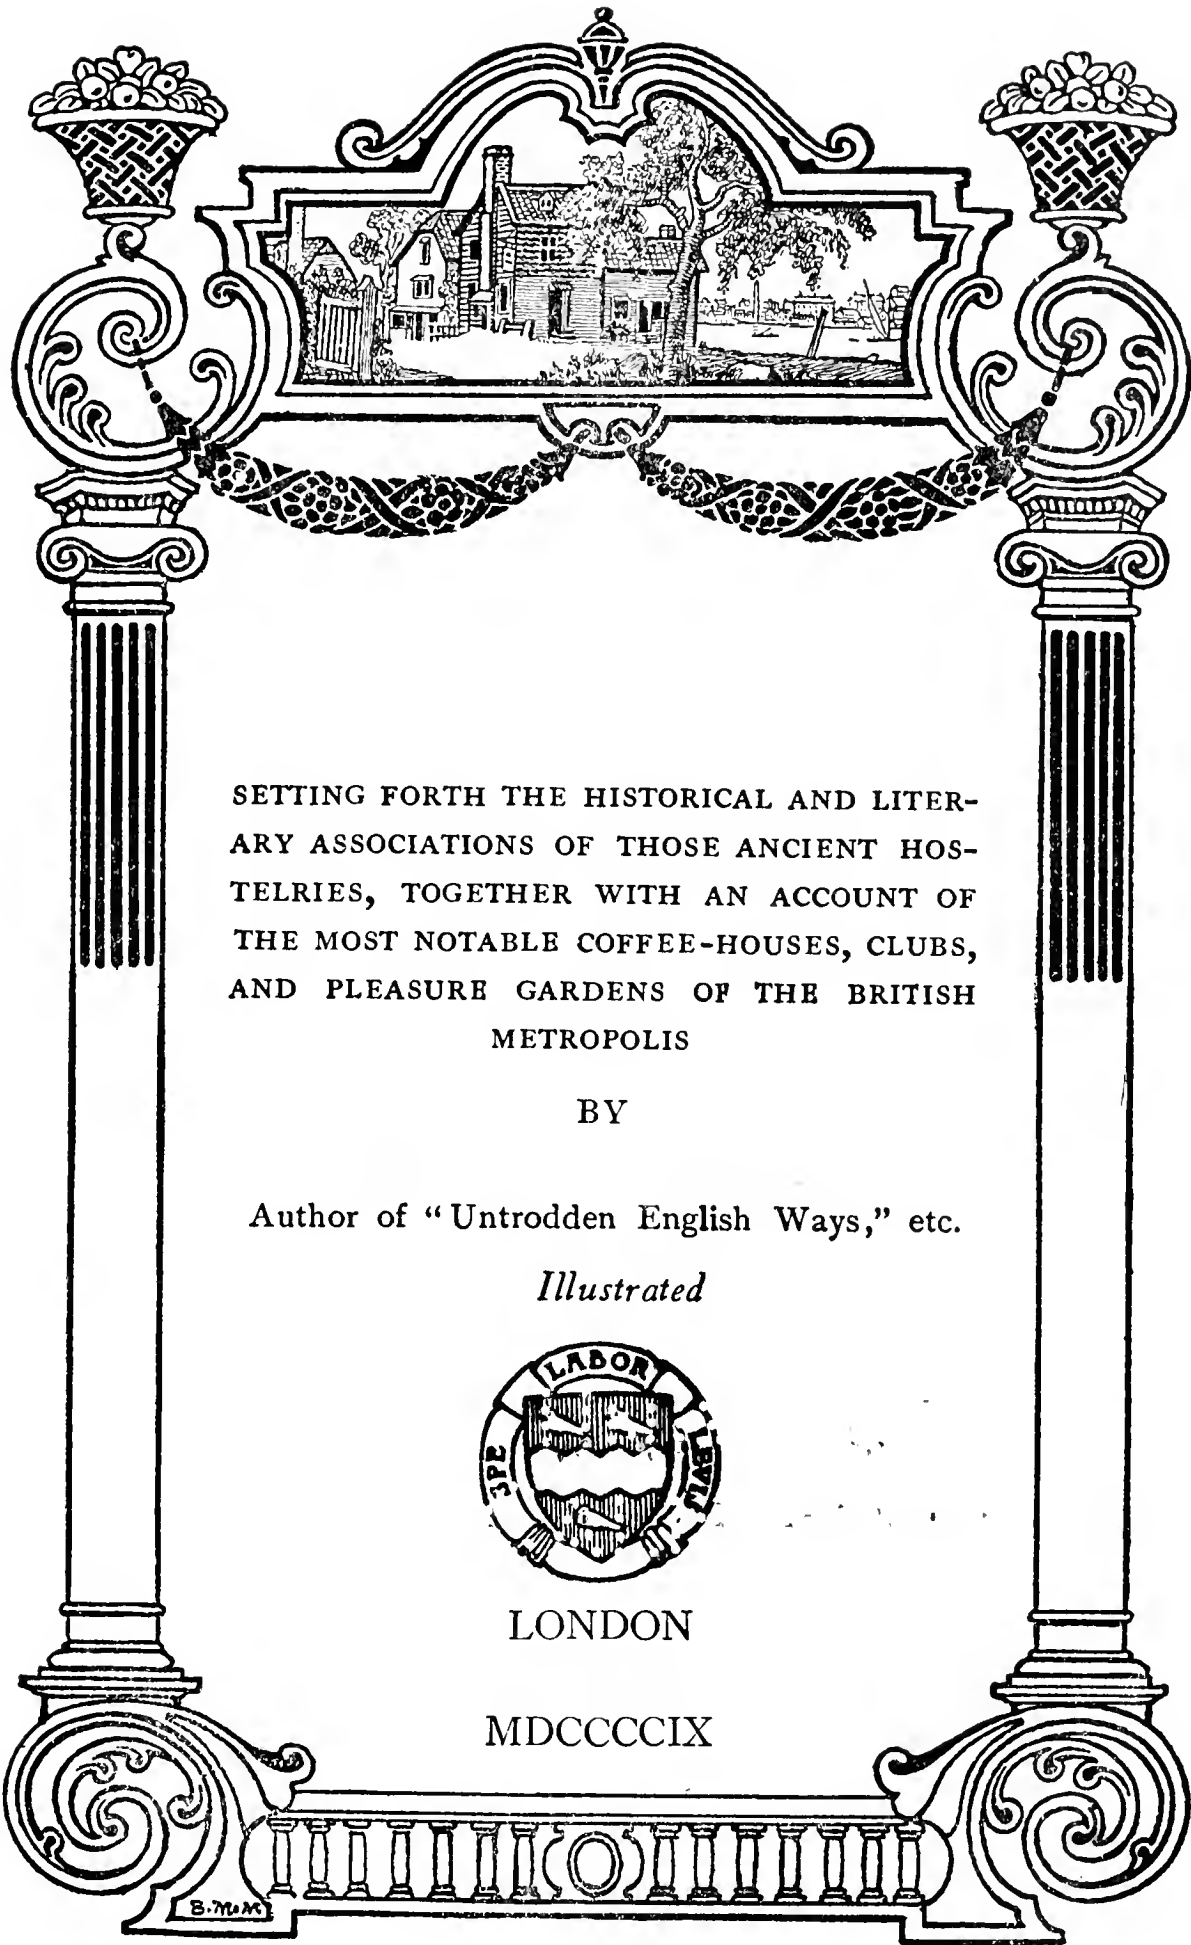 SETTING FORTH THE HISTORICAL AND LITER-
ARY ASSOCIATIONS OF THOSE ANCIENT HOS-
TELRIES, TOGETHER WITH AN ACCOUNT OF
THE MOST NOTABLE COFFEE-HOUSES, CLUBS,
AND PLEASURE GARDENS OF THE BRITISH
METROPOLIS
BY
Author of “Untrodden English Ways,” etc.
Illustrated
SPE
LABOR
LEVIS
LONDON
MDCCCCIX